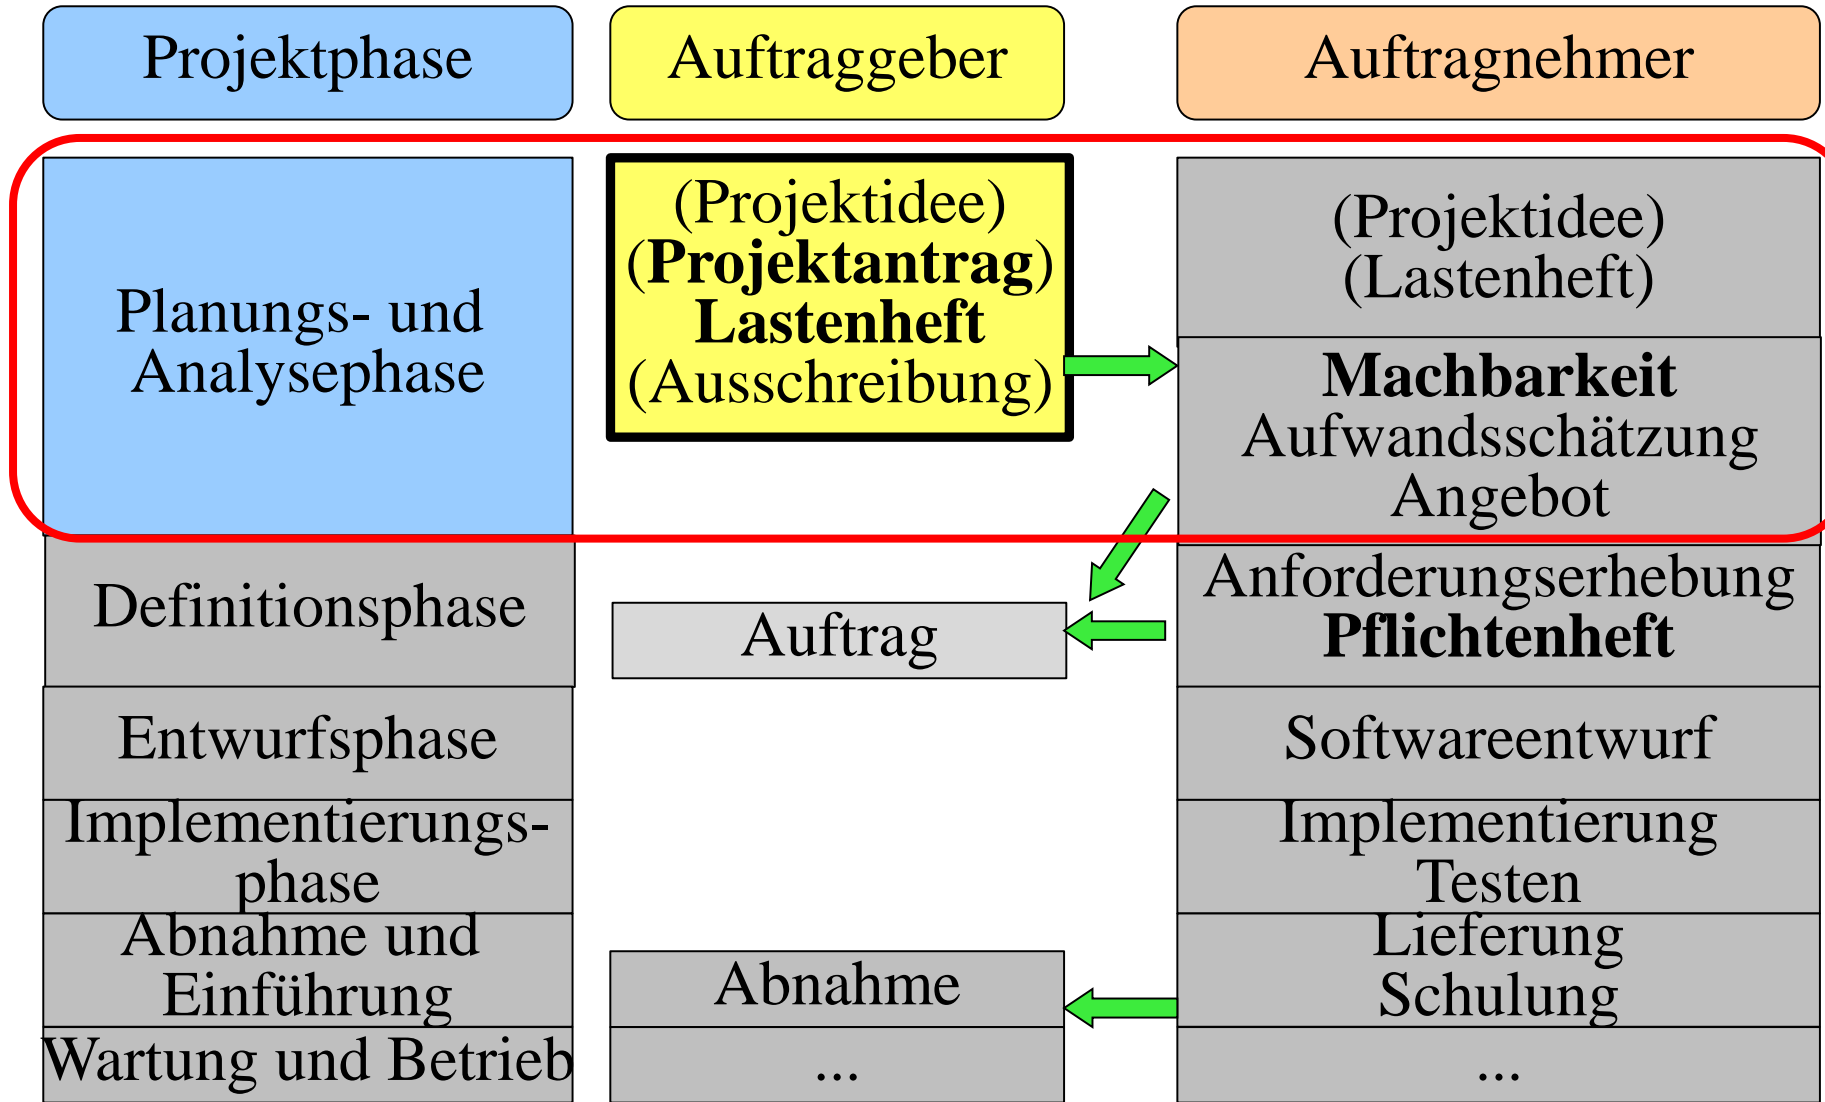 Projektphase
Auftraggeber
Auftragnehmer
Planungs- und
Analysephase
(Projektidee)
(Projektantrag)
Lastenheft
(Ausschreibung)
(Projektidee)
(Lastenheft)
Machbarkeit
Aufwandsschätzung
Angebot
Definitionsphase
Auftrag
Anforderungserhebung
Pflichtenheft
Entwurfsphase
Softwareentwurf
Implementierungs-
phase
Implementierung
Testen
Abnahme und
Einführung
Abnahme
Lieferung
Schulung
Wartung und Betrieb
...
...